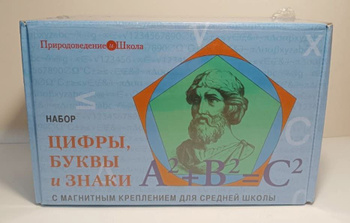 Природоведение и Школа
НАБОР
ЦИФРЫ,
БУКВЫ
и ЗНАКИ
A²+B²=C²
С МАГНИТНЫМ КРЕПЛЕНИЕМ ДЛЯ СРЕДНЕЙ ШКОЛЫ